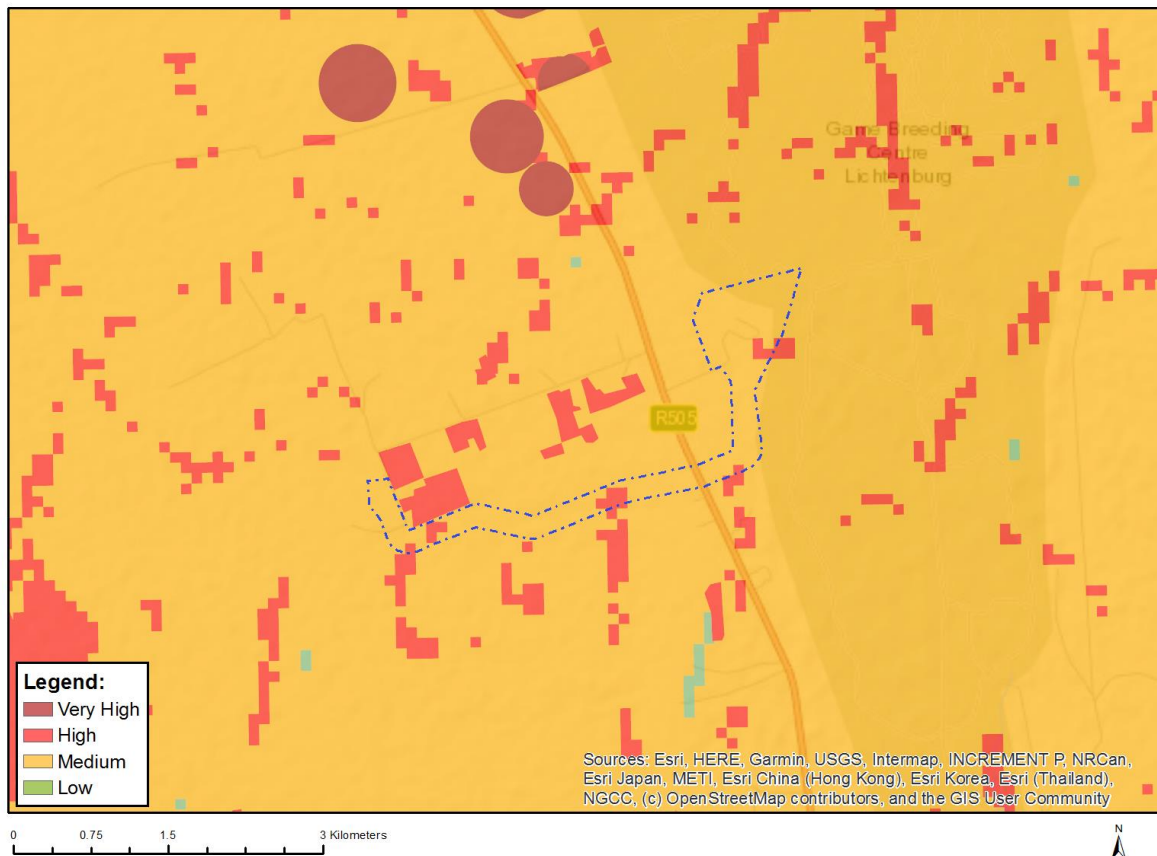 Game Breeding
Centre
Lichtenburg
R505
Legend:
Very High
High
Medium
Low
Sources: Esri, HERE, Garmin, USGS, Intermap, INCREMENT P, NRCan,
Esri Japan, METI, Esri China (Hong Kong), Esri Korea, Esri (Thailand),
NGCC, (c) OpenStreetMap contributors, and the GIS User Community
0 0.75 1.5 3 Kilometers
N